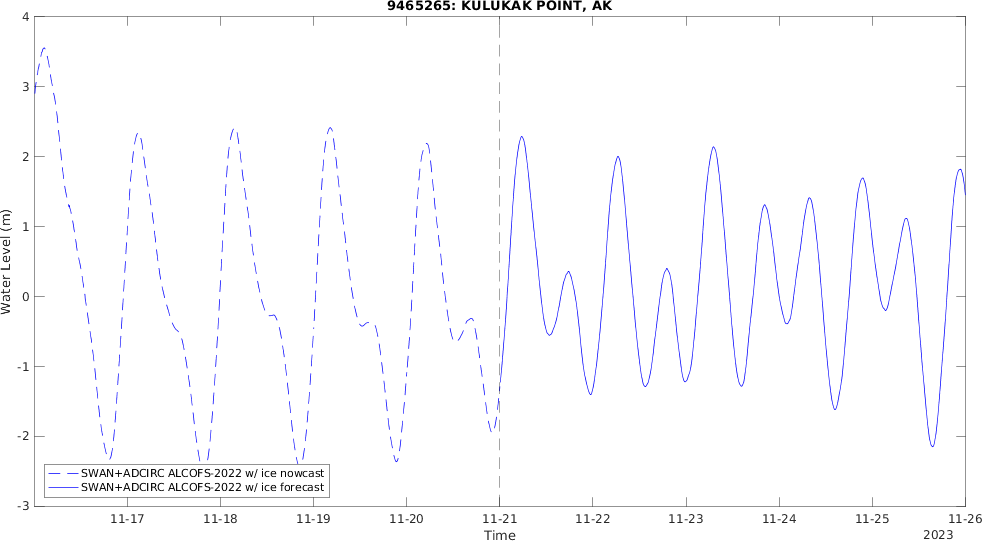 9465265: KULUKAK POINT, AK
4
3
2
1
0
-1
-2
-3
Water Level (m)
SWAN+ADCIRC ALCOFS-2022 w/ ice nowcast
SWAN+ADCIRC ALCOFS-2022 w/ ice forecast
11-17 11-18 11-19 11-20 11-21 11-22 11-23 11-24 11-25 11-26
Time
2023